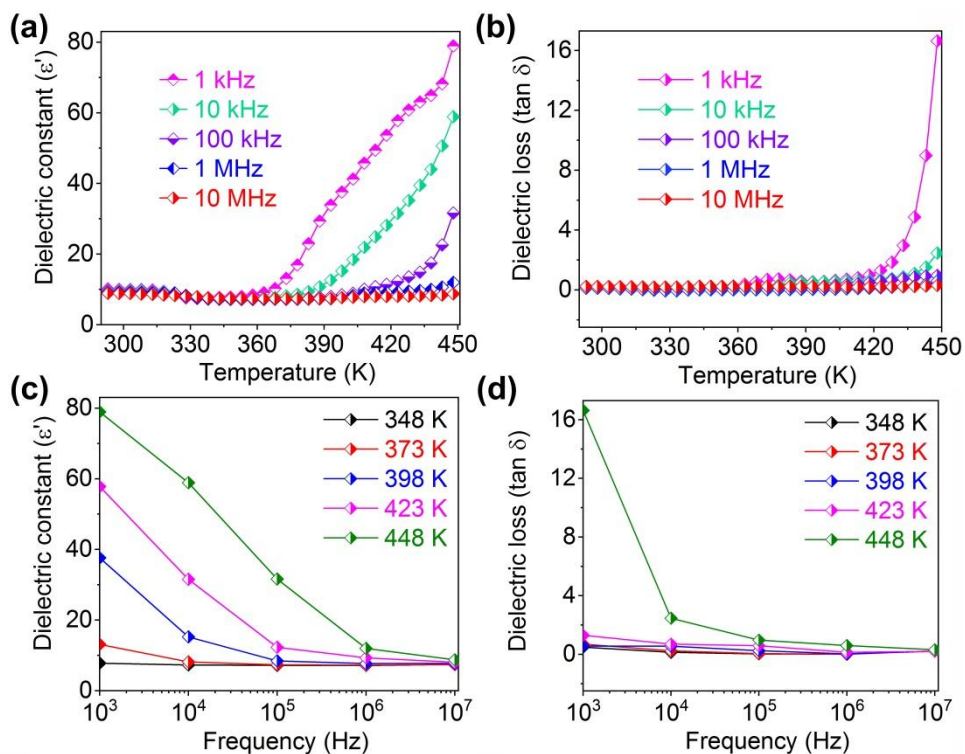 (a)
Dielectric constant (ε')
80
60
40
20
0
1 kHz
10 kHz
100 kHz
1 MHz
10 MHz
300
330
360
390
420
450
Temperature (K)
(b)
Dielectric loss (tan δ)
16
12
8
4
0
1 kHz
10 kHz
100 kHz
1 MHz
10 MHz
300
330
360
390
420
450
Temperature (K)
(c)
Dielectric constant (ε')
80
60
40
20
0
348 K
373 K
398 K
423 K
448 K
10³
10⁴
10⁵
10⁶
10⁷
Frequency (Hz)
(d)
Dielectric loss (tan δ)
16
12
8
4
0
348 K
373 K
398 K
423 K
448 K
10³
10⁴
10⁵
10⁶
10⁷
Frequency (Hz)